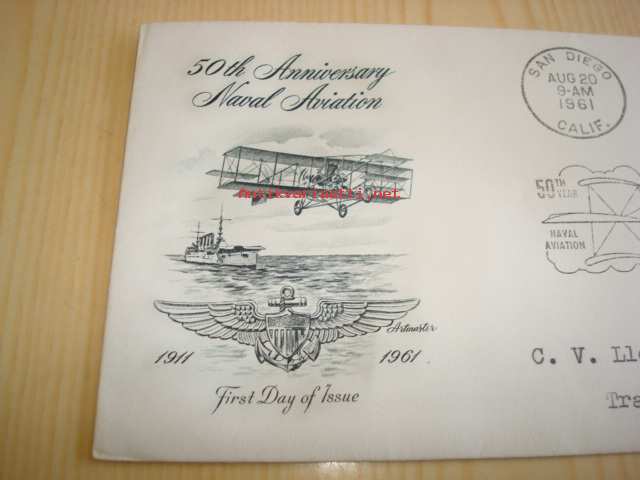 50th Anniversary
Naval Aviation
SAN DIEGO
AUG 20
9-AM
1961
CALIF.
50TH
YEAR
NAVAL
AVIATION
Artmaster
1911
1961
First Day of Issue
C. V. Ll
Tra